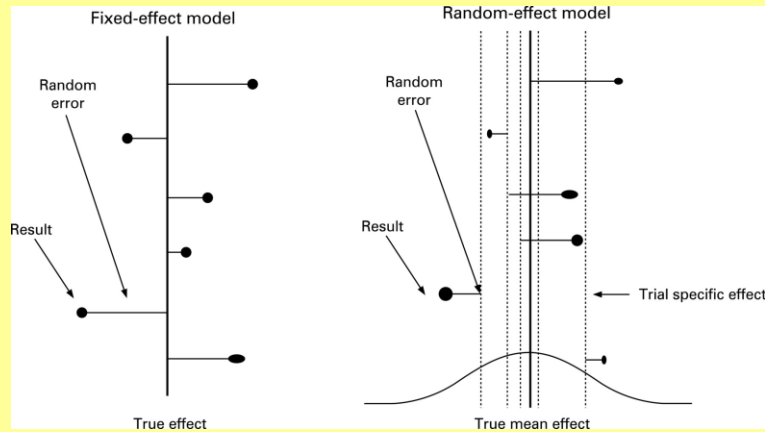 Fixed-effect model
Random
error
Result
True effect
Random-effect model
Random
error
Result
Trial specific effect
True mean effect